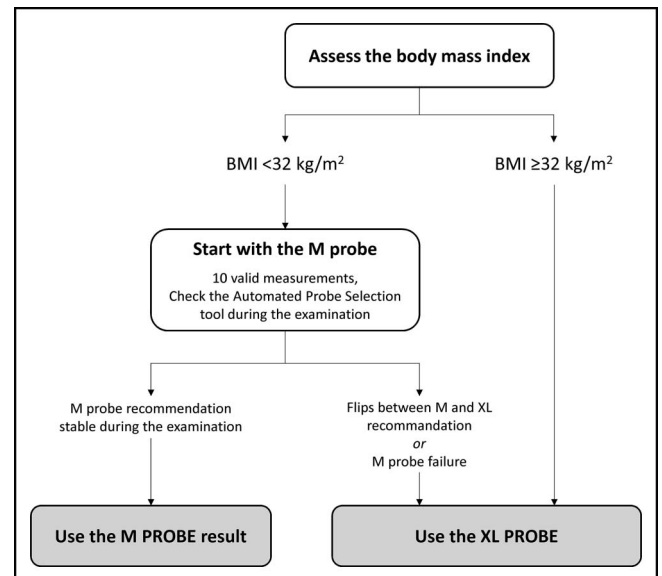 Assess the body mass index
BMI <32 kg/m²
BMI ≥32 kg/m²
Start with the M probe
10 valid measurements,
Check the Automated Probe Selection
tool during the examination
M probe recommendation
stable during the examination
Flips between M and XL
recommandation
or
M probe failure
Use the M PROBE result
Use the XL PROBE